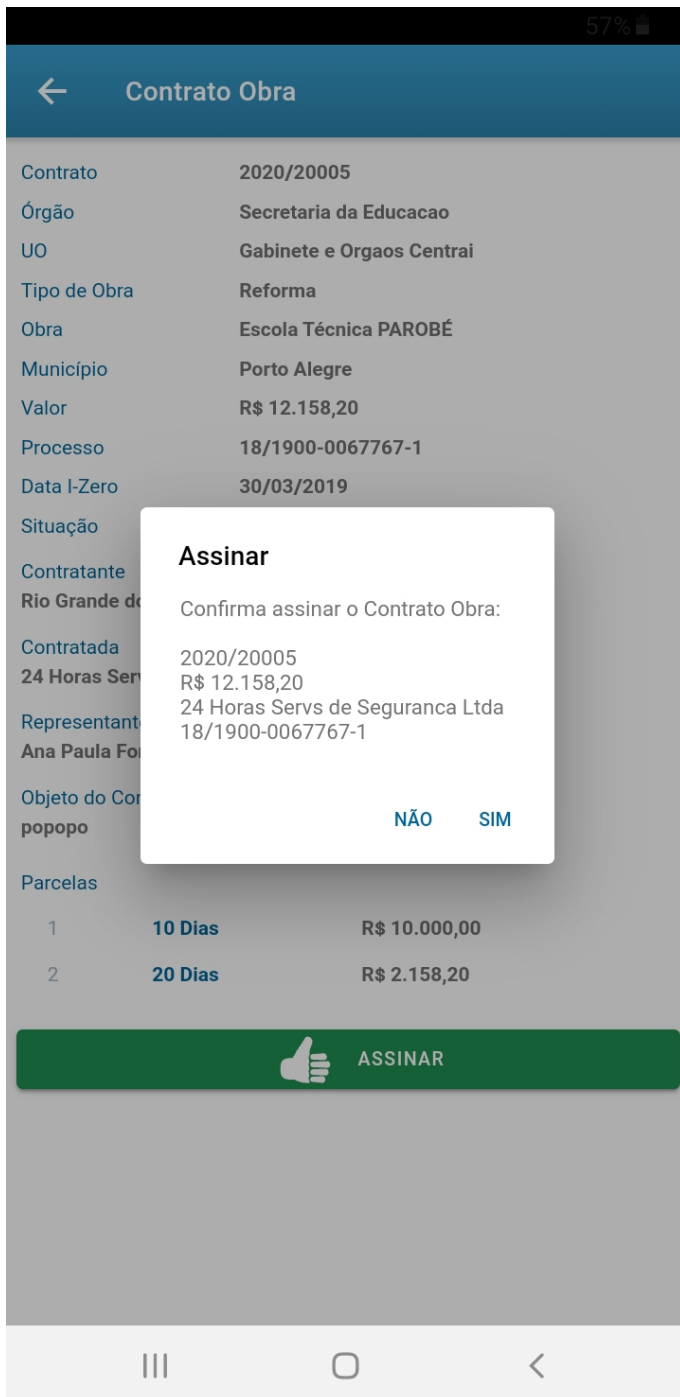 57%
Contrato Obra
Contrato 2020/20005
Órgão Secretaria da Educacao
UO Gabinete e Orgaos Centrai
Tipo de Obra Reforma
Obra Escola Técnica PAROBÉ
Município Porto Alegre
Valor R$ 12.158,20
Processo 18/1900-0067767-1
Data I-Zero 30/03/2019
Situação
Contratante
Rio Grande
Contratada
24 Horas
Ana Paula
Objeto do
popopo
Assinar
Confirma assinar o Contrato Obra:
2020/20005
R$ 12.158,20
24 Horas Servs de Seguranca Ltda
18/1900-0067767-1
NÃO SIM
Parcelas
1 10 Dias R$ 10.000,00
2 20 Dias R$ 2.158,20
ASSINAR